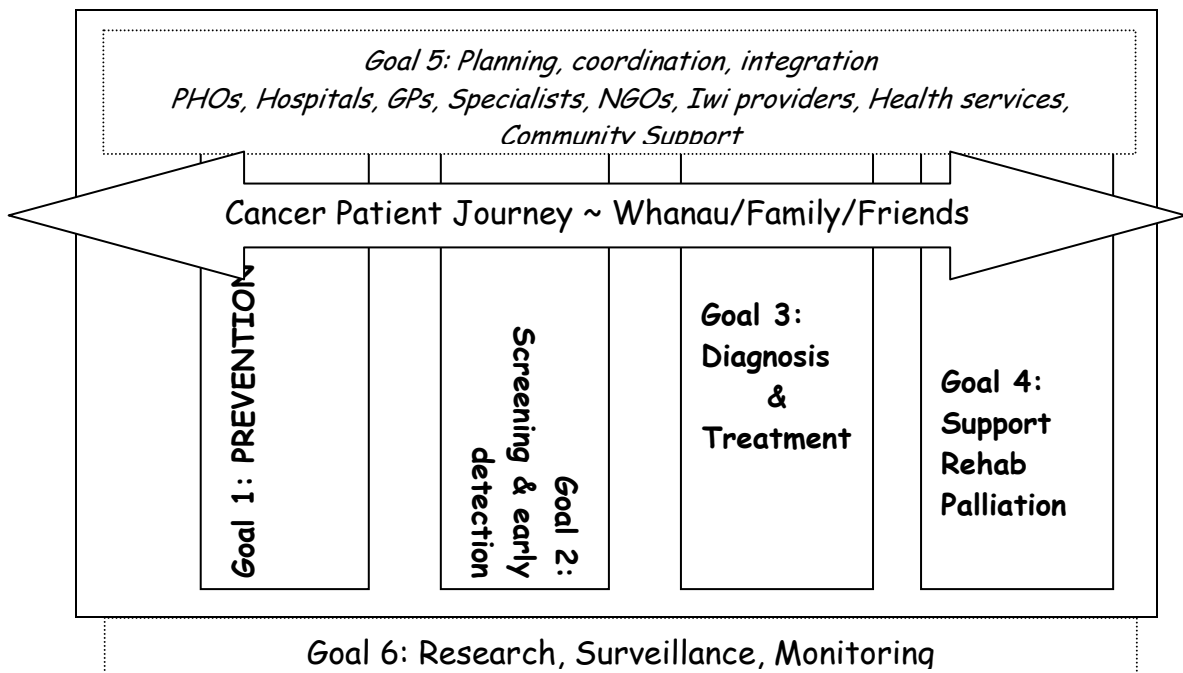 Goal 5: Planning, coordination, integration
PHOs, Hospitals, GPs, Specialists, NGOs, Iwi providers, Health services,
Community Support
Cancer Patient Journey ~ Whanau/Family/Friends
Goal 1: PREVENTION
Goal 2:
Screening & early
detection
Goal 3:
Diagnosis
&
Treatment
Goal 4:
Support
Rehab
Palliation
Goal 6: Research, Surveillance, Monitoring